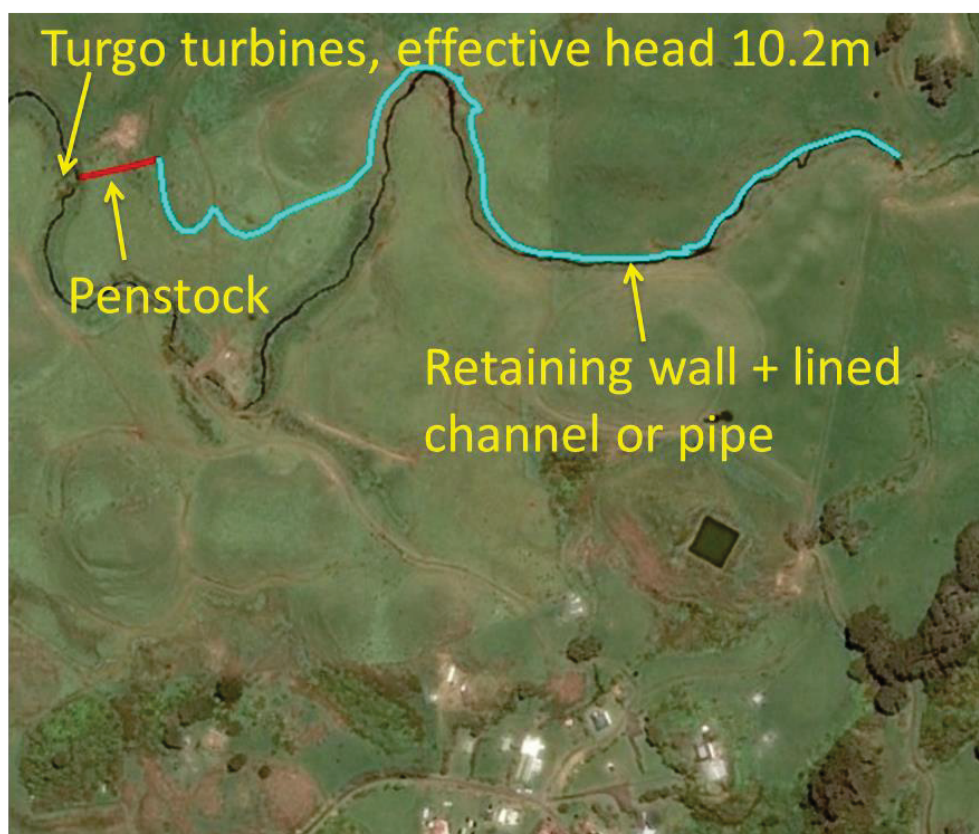 Turgo turbines, effective head 10.2m
Penstock
Retaining wall + lined
channel or pipe